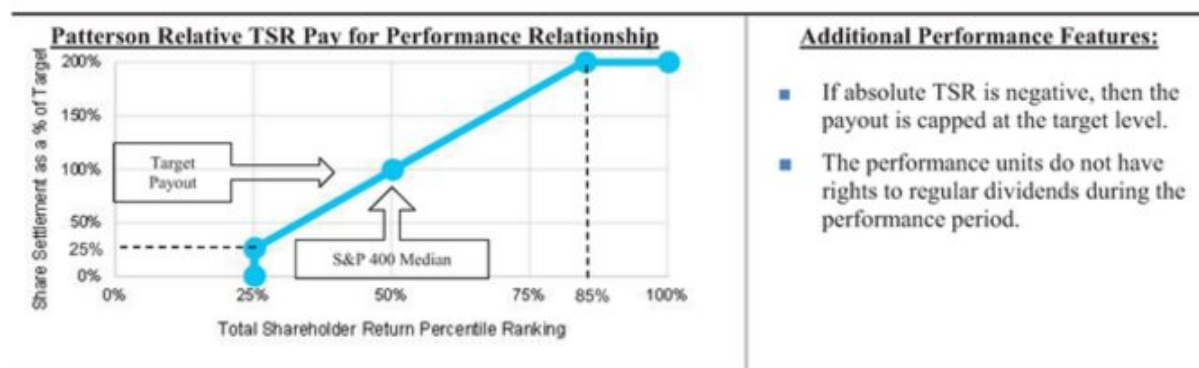 Patterson Relative TSR Pay for Performance Relationship
Share Settlement as a % of Target
200%
150%
100%
50%
25%
0%
Target
Payout
S&P 400 Median
0%
25%
50%
75%
85%
100%
Total Shareholder Return Percentile Ranking
Additional Performance Features:
If absolute TSR is negative, then the
payout is capped at the target level.
The performance units do not have
rights to regular dividends during the
performance period.